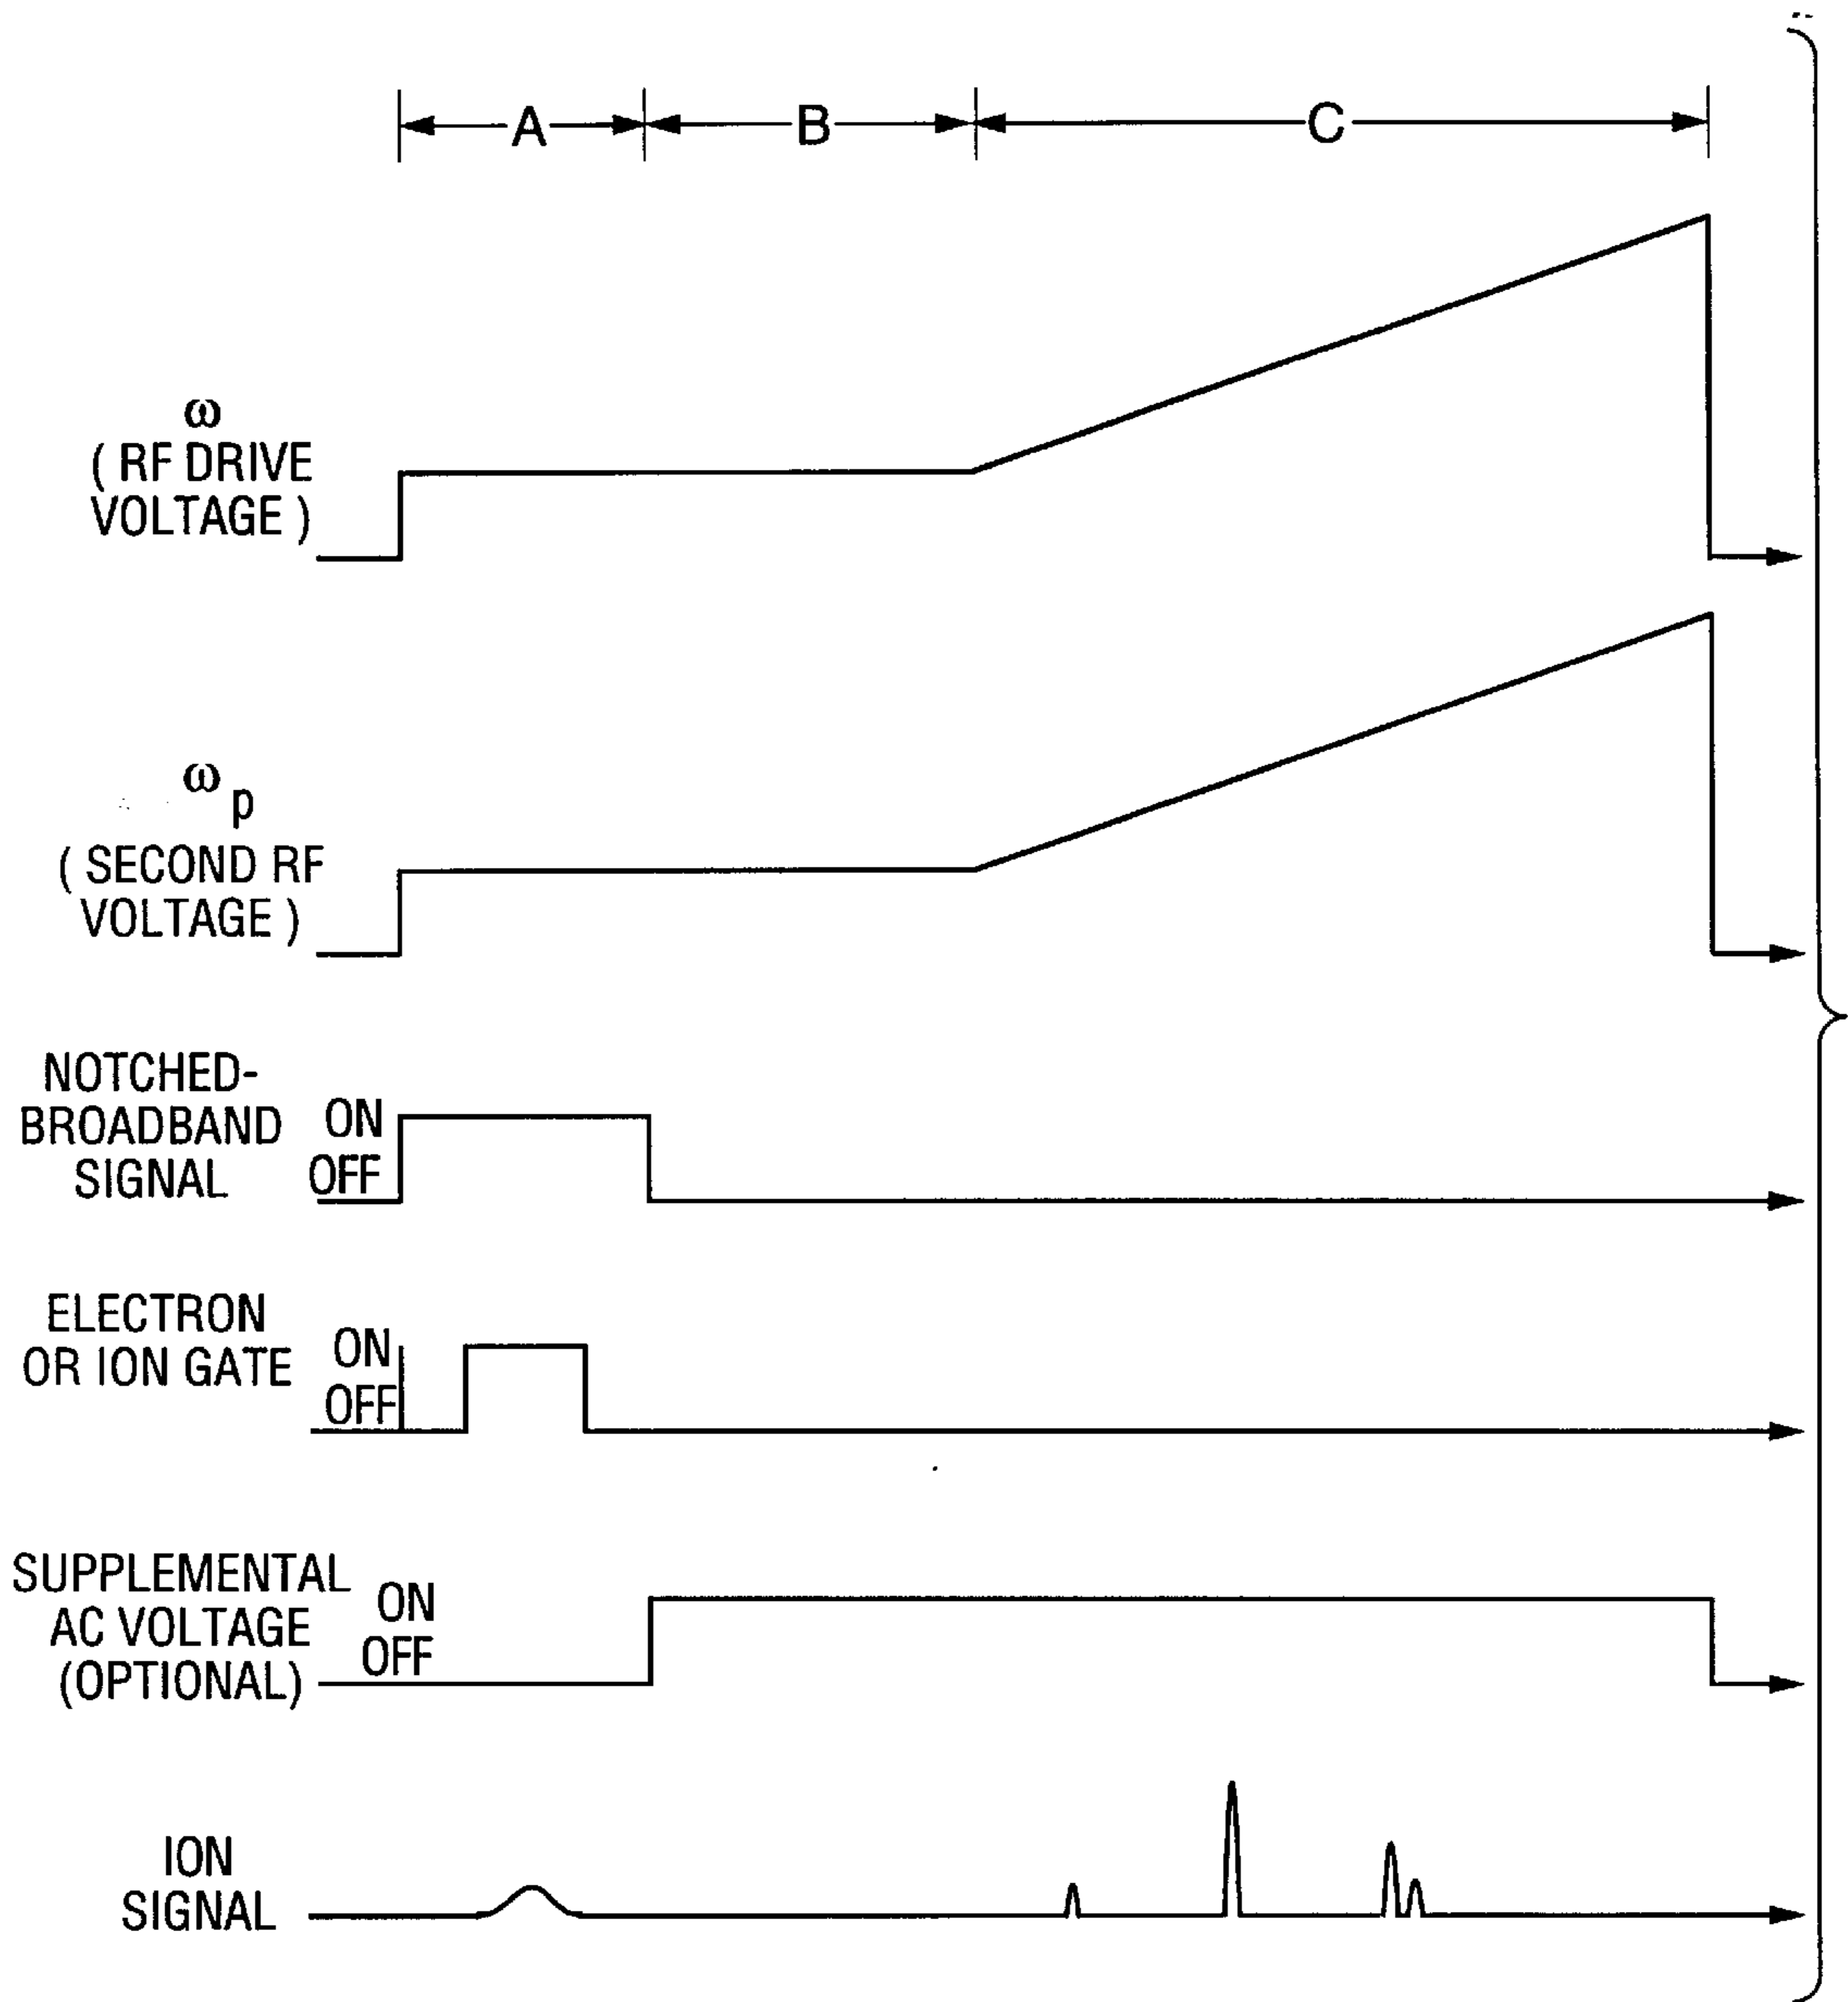 A B C
ω
( RF DRIVE
VOLTAGE )
ω p
( SECOND RF
VOLTAGE )
NOTCHED-
BROADBAND
SIGNAL
ON
OFF
ELECTRON
OR ION GATE
ON
OFF
SUPPLEMENTAL
AC VOLTAGE
(OPTIONAL)
ON
OFF
ION
SIGNAL